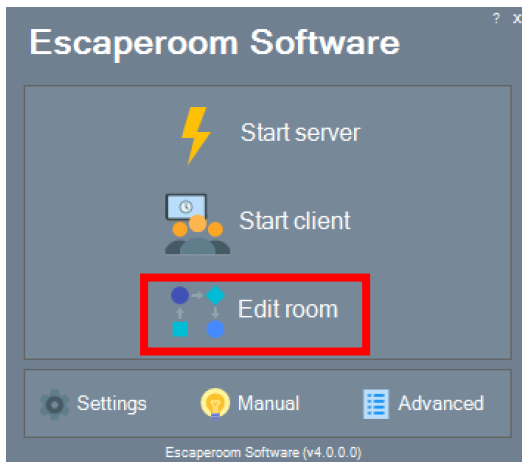 ? x
Escaperoom Software
Start server
Start client
Edit room
Settings Manual Advanced
Escaperoom Software (v4.0.0.0)